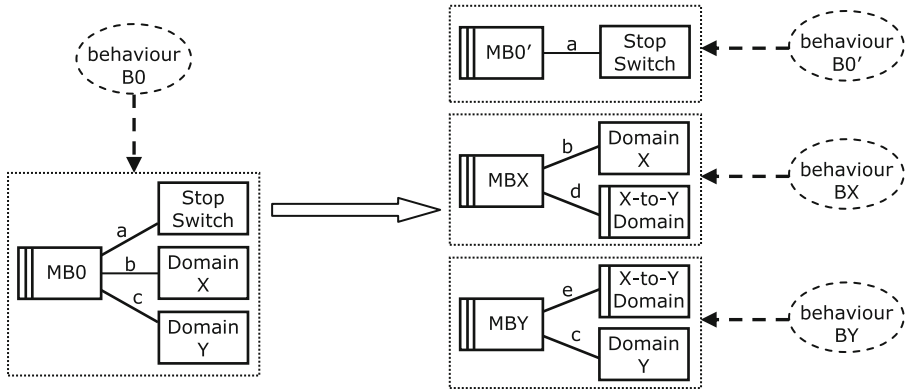 behaviour
B0
Stop
Switch
a
MB0
b
Domain
X
c
Domain
Y
MB0’
a
Stop
Switch
behaviour
B0’
MBX
b
Domain
X
d
X-to-Y
Domain
behaviour
BX
MBY
e
X-to-Y
Domain
c
Domain
Y
behaviour
BY